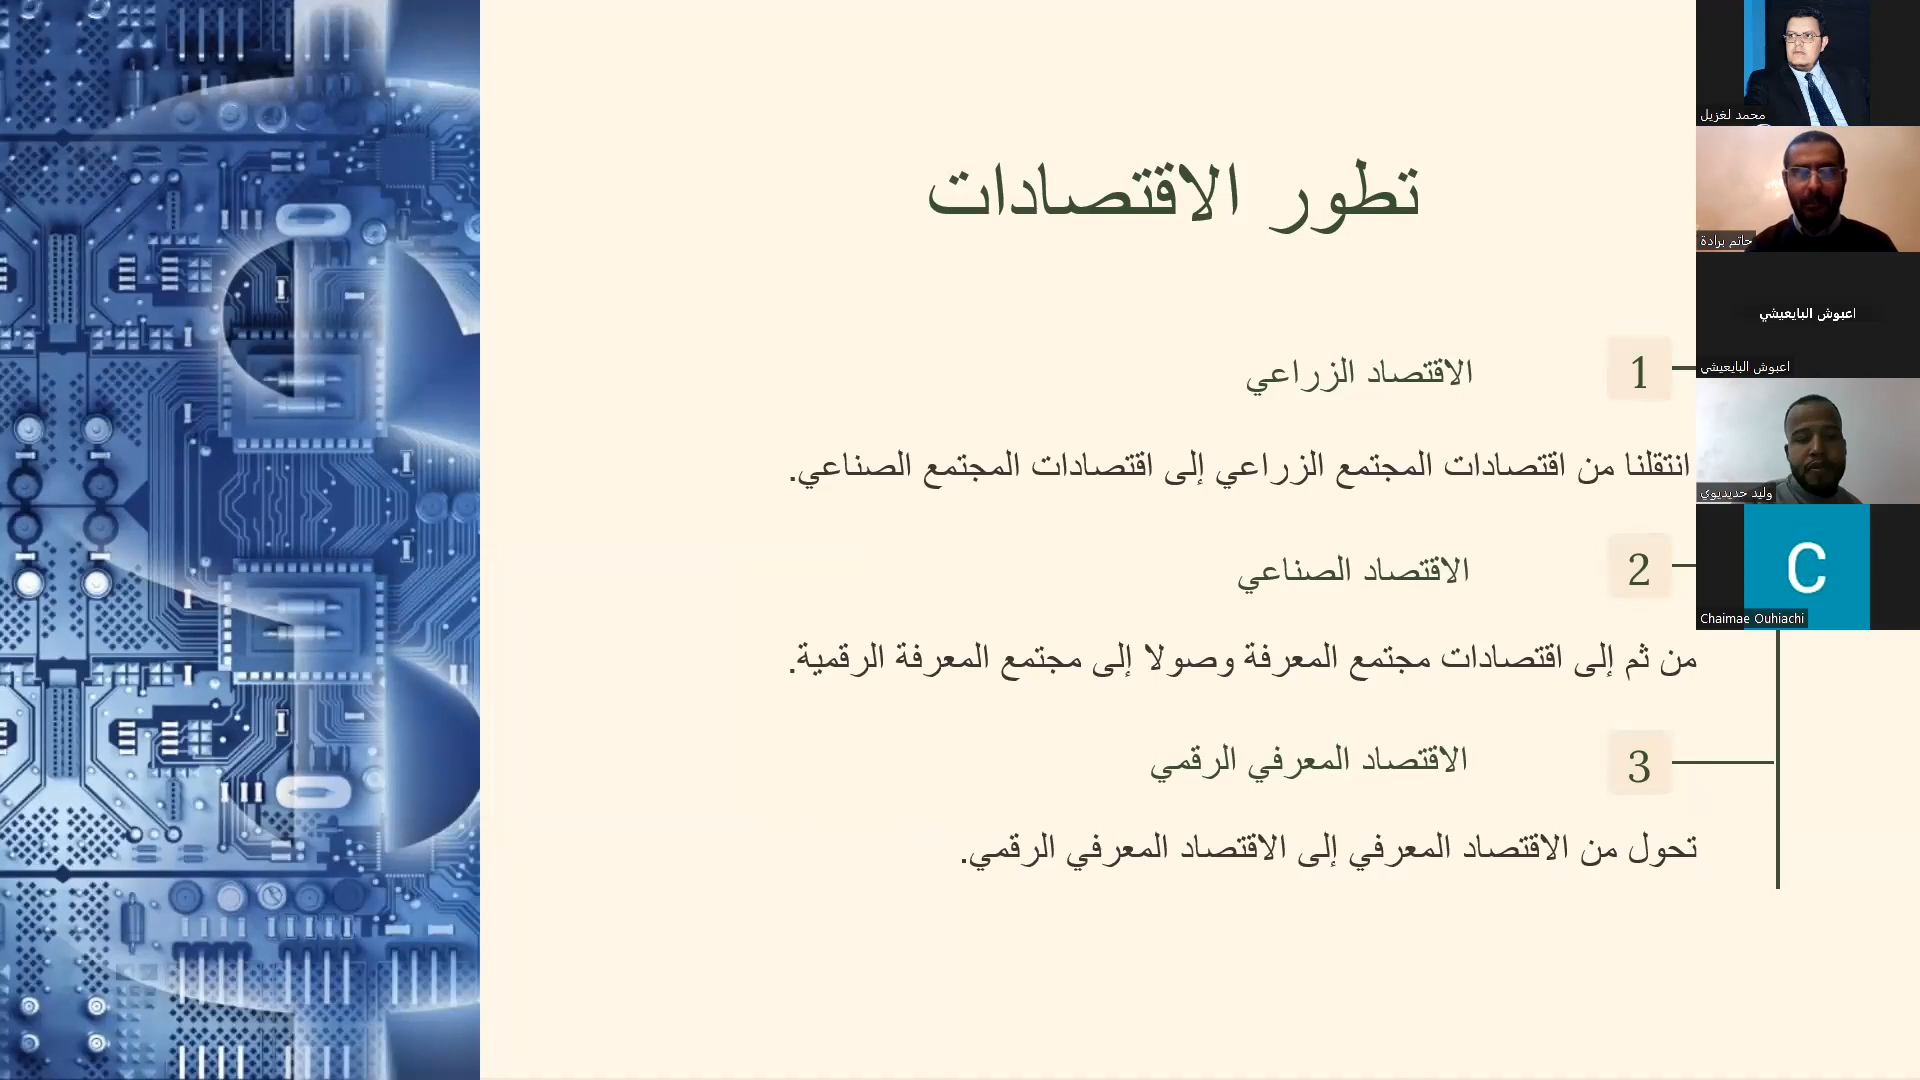 تطور الاقتصادات
1
الاقتصاد الزراعي
انتقلنا من اقتصادات المجتمع الزراعي إلى اقتصادات المجتمع الصناعي.
2
الاقتصاد الصناعي
من ثم إلى اقتصادات مجتمع المعرفة وصولا إلى مجتمع المعرفة الرقمية.
3
الاقتصاد المعرفي الرقمي
تحول من الاقتصاد المعرفي إلى الاقتصاد المعرفي الرقمي.
محمد لغزيل
حاتم برادة
اعبوش البايعيشي
اعبوش البايعيشي
وليد حديديوي
C
Chaimae Ouhiachi